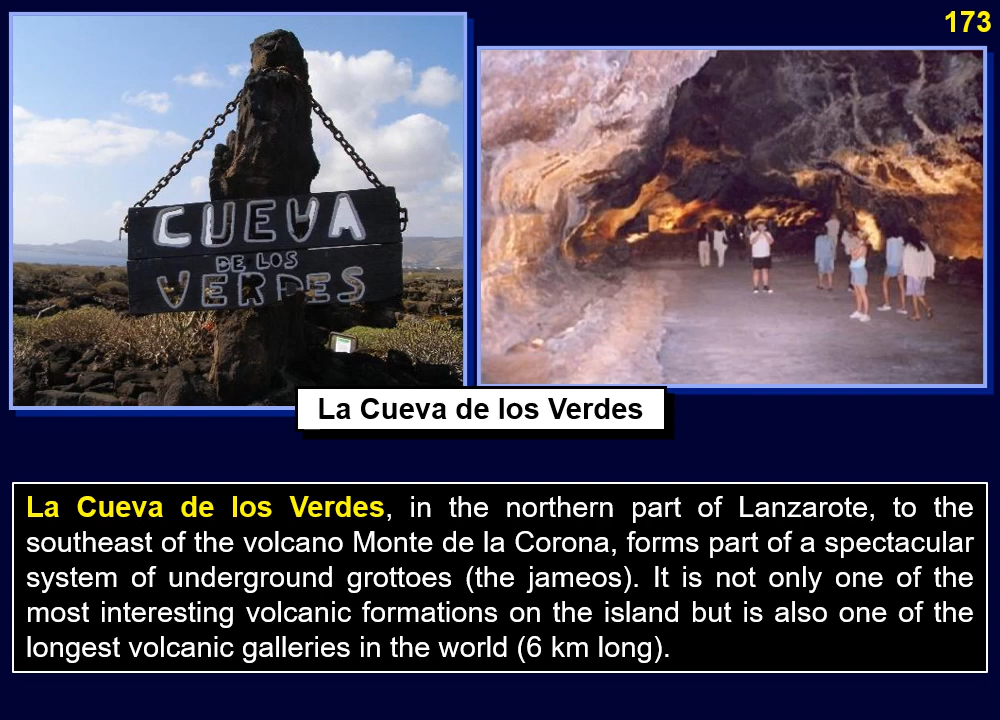 173
CUEVA
DE LOS
VERDES
La Cueva de los Verdes
La Cueva de los Verdes, in the northern part of Lanzarote, to the
southeast of the volcano Monte de la Corona, forms part of a spectacular
system of underground grottoes (the jameos). It is not only one of the
most interesting volcanic formations on the island but is also one of the
longest volcanic galleries in the world (6 km long).